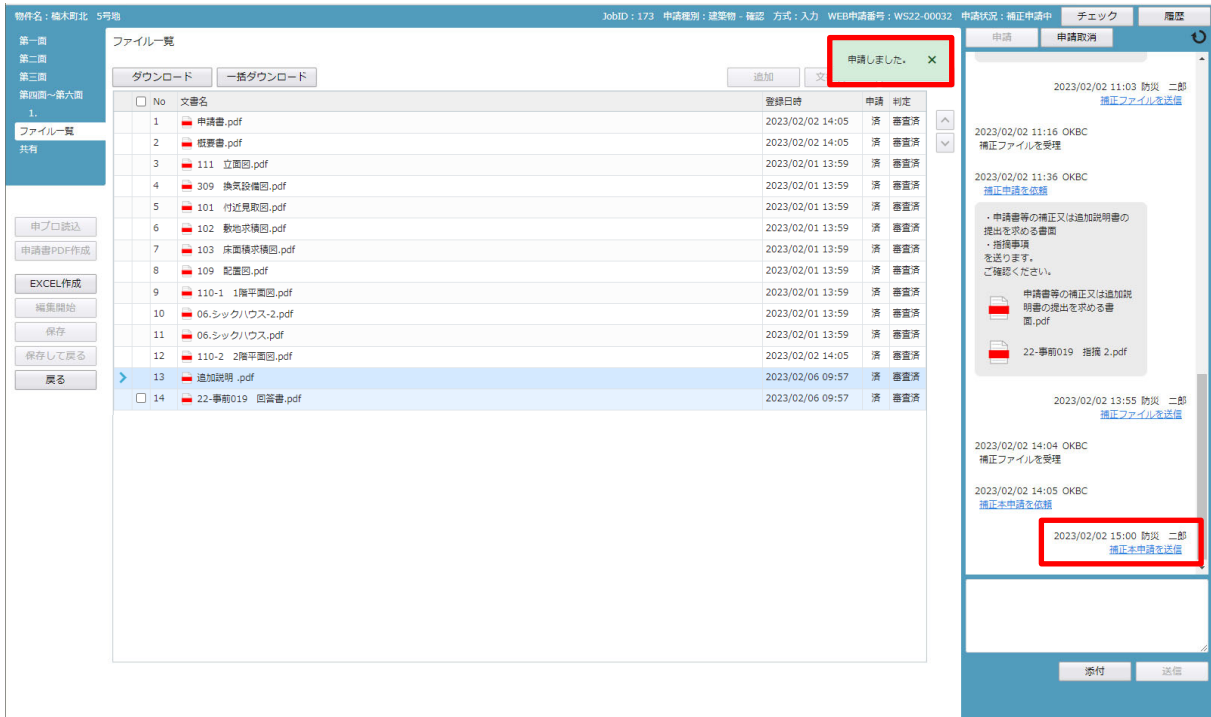 物件名：楠木町北　5号地
JobID：173　申請種別：建築物 - 確認　方式：入力　WEB申請番号：WS22-00032　申請状況：補正申請中
チェック
履歴
第一面
第二面
第三面
第四面～第六面
1.
ファイル一覧
共有
申プロ読込
申請書PDF作成
EXCEL作成
編集開始
保存
保存して戻る
戻る
ファイル一覧
申請しました。 ×
ダウンロード
一括ダウンロード
追加
文
No 文書名 登録日時 申請 判定
1 申請書.pdf 2023/02/02 14:05 済 審査済
2 概要書.pdf 2023/02/02 14:05 済 審査済
3 111　立面図.pdf 2023/02/01 13:59 済 審査済
4 309　換気設備図.pdf 2023/02/01 13:59 済 審査済
5 101　付近見取図.pdf 2023/02/01 13:59 済 審査済
6 102　敷地求積図.pdf 2023/02/01 13:59 済 審査済
7 103　床面積求積図.pdf 2023/02/01 13:59 済 審査済
8 109　配置図.pdf 2023/02/01 13:59 済 審査済
9 110-1　1階平面図.pdf 2023/02/01 13:59 済 審査済
10 06.シックハウス-2.pdf 2023/02/01 13:59 済 審査済
11 06.シックハウス.pdf 2023/02/01 13:59 済 審査済
12 110-2　2階平面図.pdf 2023/02/02 14:05 済 審査済
13 追加説明 .pdf 2023/02/06 09:57 済 審査済
14 22-事前019　回答書.pdf 2023/02/06 09:57 済 審査済
申請
申請取消
2023/02/02 11:03 防災　二郎
補正ファイルを送信
2023/02/02 11:16 OKBC
補正ファイルを受理
2023/02/02 11:36 OKBC
補正申請を依頼
・申請書等の補正又は追加説明書の
提出を求める書面
・指摘事項
を送ります。
ご確認ください。
申請書等の補正又は追加説
明書の提出を求める書
面.pdf
22-事前019　指摘 2.pdf
2023/02/02 13:55 防災　二郎
補正ファイルを送信
2023/02/02 14:04 OKBC
補正ファイルを受理
2023/02/02 14:05 OKBC
補正本申請を依頼
2023/02/02 15:00 防災　二郎
補正本申請を送信
添付
送信